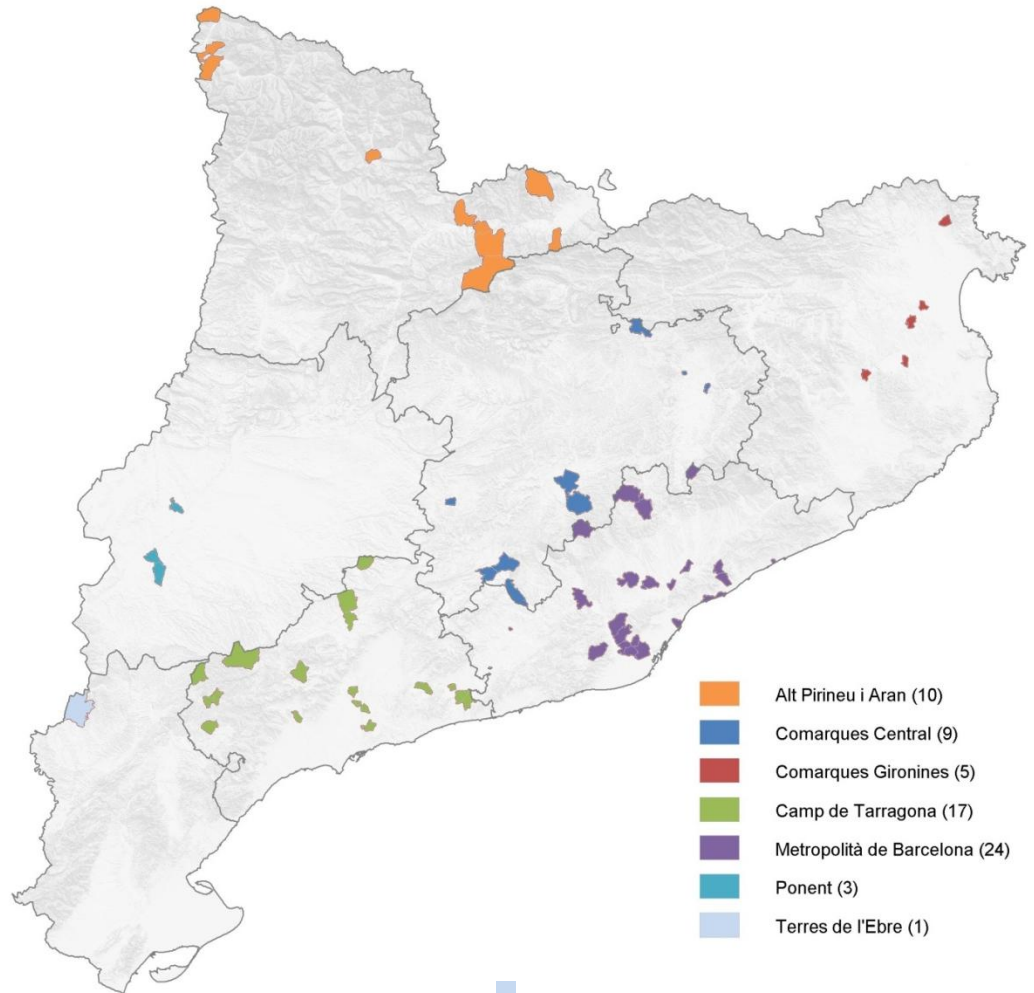 Alt Pirineu i Aran (10)
Comarques Central (9)
Comarques Gironines (5)
Camp de Tarragona (17)
Metropolità de Barcelona (24)
Ponent (3)
Terres de l'Ebre (1)